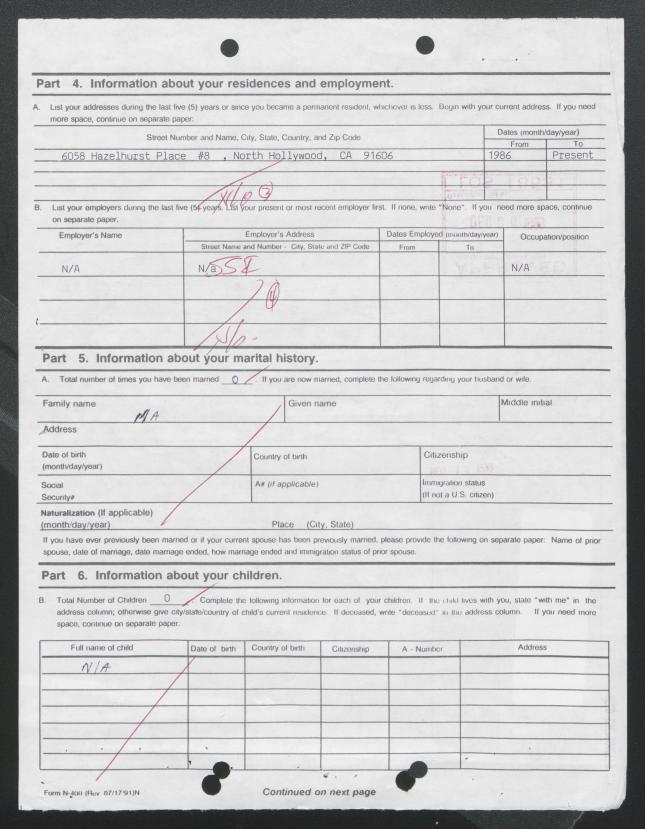 Part 4. Information about your residences and employment.
A. List your addresses during the last five (5) years or since you became a permanent resident, whichever is less. Begin with your current address. If you need
more space, continue on separate paper:
Street Number and Name, City, State, Country, and Zip Code
Dates (month/day/year)
From To
6058 Hazelhurst Place #8 , North Hollywood, CA 91606 1986 Present
B. List your employers during the last five (5) years. List your present or most recent employer first. If none, write "None". If you need more space, continue
on separate paper.
Employer's Name Employer's Address Dates Employed (month/day/year) Occupation/position
Street Name and Number - City, State and ZIP Code From To
N/A N/a SSI N/A
Part 5. Information about your marital history.
A. Total number of times you have been married 0 . If you are now married, complete the following regarding your husband or wife.
Family name Given name Middle initial
N/A
Address
Date of birth
(month/day/year)
Country of birth
Citizenship
Social
Security#
A# (if applicable)
Immigration status
(If not a U.S. citizen)
Naturalization (If applicable)
(month/day/year) Place (City, State)
If you have ever previously been married or if your current spouse has been previously married, please provide the following on separate paper: Name of prior
spouse, date of marriage, date marriage ended, how marriage ended and immigration status of prior spouse.
Part 6. Information about your children.
B. Total Number of Children 0 . Complete the following information for each of your children. If the child lives with you, state "with me" in the
address column; otherwise give city/state/country of child's current residence. If deceased, write "deceased" in the address column. If you need more
space, continue on separate paper.
Full name of child Date of birth Country of birth Citizenship A - Number Address
N/A
Form N-400 (Rev 07/17/91)N Continued on next page